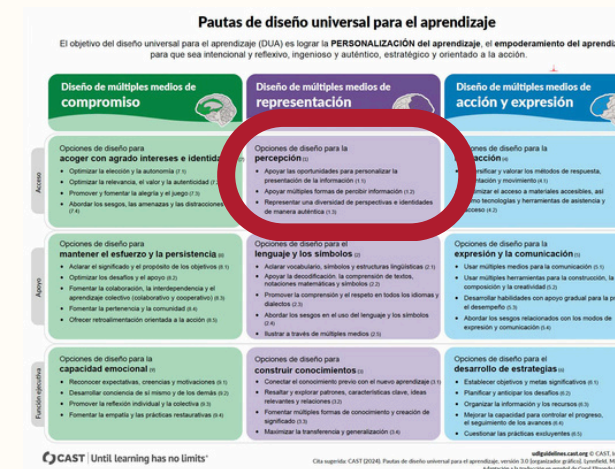 Pautas de diseño universal para el aprendizaje
El objetivo del diseño universal para el aprendizaje (DUA) es lograr la PERSONALIZACIÓN del aprendizaje, el empoderamiento del aprendiz
para que sea intencional y reflexivo, ingenioso y auténtico, estratégico y orientado a la acción.
Diseño de múltiples medios de
compromiso
Diseño de múltiples medios de
representación
Diseño de múltiples medios de
acción y expresión
Acceso
Opciones de diseño para
acoger con agrado intereses e identida
Optimizar la elección y la autonomía (7.1)
Optimizar la relevancia, el valor y la autenticidad
Promover y fomentar la alegría y el juego (7.3)
Abordar los sesgos, las amenazas y las distracciones
(7.4)
Opciones de diseño para la
percepción (1)
Apoyar las oportunidades para personalizar la
presentación de la información (1.1)
Apoyar múltiples formas de percibir información (1.2)
Representar una diversidad de perspectivas e identidades
de manera auténtica (1.3)
nes de diseño para la
acción (4)
sificar y valorar los métodos de respuesta,
ntación y movimiento (4.1)
imizar el acceso a materiales accesibles, así
mo tecnologías y herramientas de asistencia y
acceso (4.2)
Apoyo
Opciones de diseño para
mantener el esfuerzo y la persistencia (8)
Aclarar el significado y el propósito de los objetivos (8.1)
Optimizar los desafíos y el apoyo (8.2)
Fomentar la colaboración, la interdependencia y el
aprendizaje colectivo (colaborativo y cooperativo) (8.3)
Fomentar la pertenencia y la comunidad (8.4)
Ofrecer retroalimentación orientada a la acción (8.5)
Opciones de diseño para el
lenguaje y los símbolos (2)
Aclarar vocabulario, símbolos y estructuras lingüísticas (2.1)
Apoyar la decodificación, la comprensión de textos,
notaciones matemáticas y símbolos (2.2)
Promover la comprensión y el respeto en todos los idiomas y
dialectos (2.3)
Abordar los sesgos en el uso del lenguaje y los símbolos
(2.4)
Ilustrar a través de múltiples medios (2.5)
Opciones de diseño para la
expresión y la comunicación (5)
Usar múltiples medios para la comunicación (5.1)
Usar múltiples herramientas para la construcción, la
composición y la creatividad (5.2)
Desarrollar habilidades con apoyo gradual para la pr
el desempeño (5.3)
Abordar los sesgos relacionados con los modos de
expresión y comunicación (5.4)
Función ejecutiva
Opciones de diseño para la
capacidad emocional (9)
Reconocer expectativas, creencias y motivaciones (9.1)
Desarrollar conciencia de sí mismo y de los demás (9.2)
Promover la reflexión individual y la colectiva (9.3)
Fomentar la empatía y las prácticas restaurativas (9.4)
Opciones de diseño para
construir conocimientos (3)
Conectar el conocimiento previo con el nuevo aprendizaje (3.1)
Resaltar y explorar patrones, características clave, ideas
relevantes y relaciones (3.2)
Fomentar múltiples formas de conocimiento y creación de
significado (3.3)
Maximizar la transferencia y generalización (3.4)
Opciones de diseño para el
desarrollo de estrategias (6)
Establecer objetivos y metas significativos (6.1)
Planificar y anticipar los desafíos (6.2)
Organizar la información y los recursos (6.3)
Mejorar la capacidad para controlar el progreso,
el seguimiento de los avances (6.4)
Cuestionar las prácticas excluyentes (6.5)
CAST | Until learning has no limits
udlguidelines.cast.org © CAST,
Cita sugerida: CAST (2024). Pautas de diseño universal para el aprendizaje, versión 3.0 [organizador gráfico]. Lynnfield, M